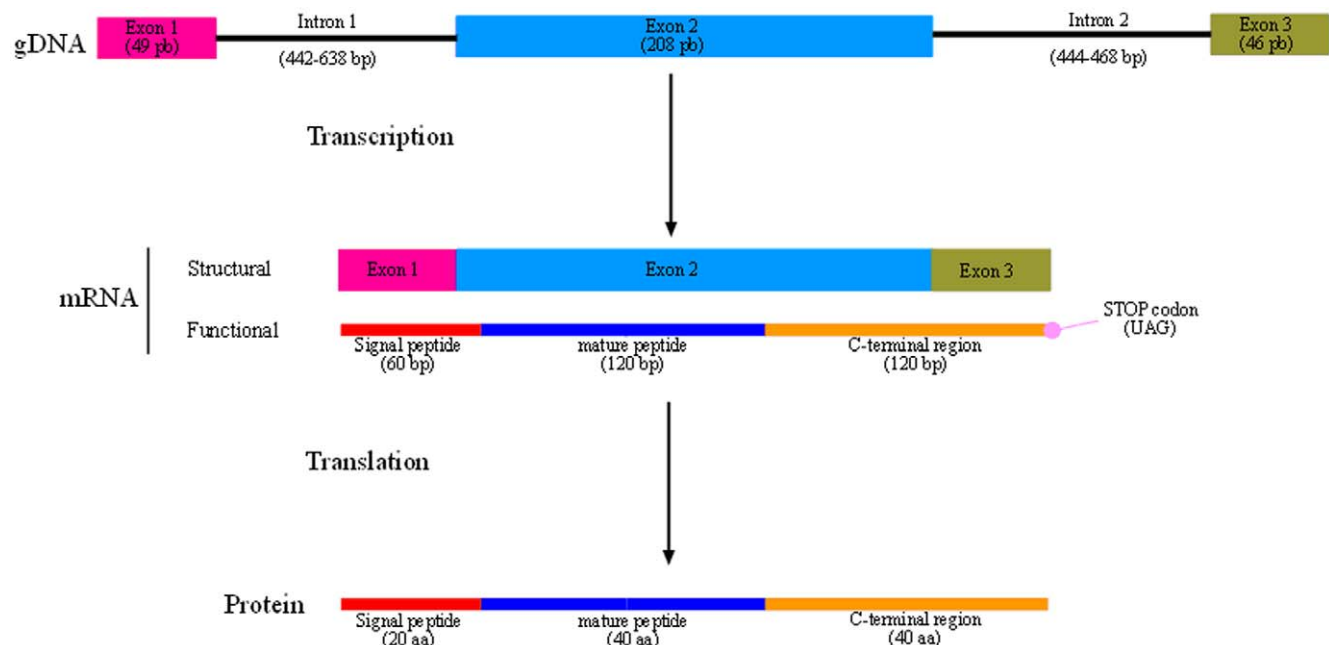 gDNA
Exon 1
(49 pb)
Intron 1
(442-638 bp)
Exon 2
(208 pb)
Intron 2
(444-468 bp)
Exon 3
(46 pb)
Transcription
mRNA
Structural
Exon 1
Exon 2
Exon 3
Functional
Signal peptide
(60 bp)
mature peptide
(120 bp)
C-terminal region
(120 bp)
STOP codon
(UAG)
Translation
Protein
Signal peptide
(20 aa)
mature peptide
(40 aa)
C-terminal region
(40 aa)